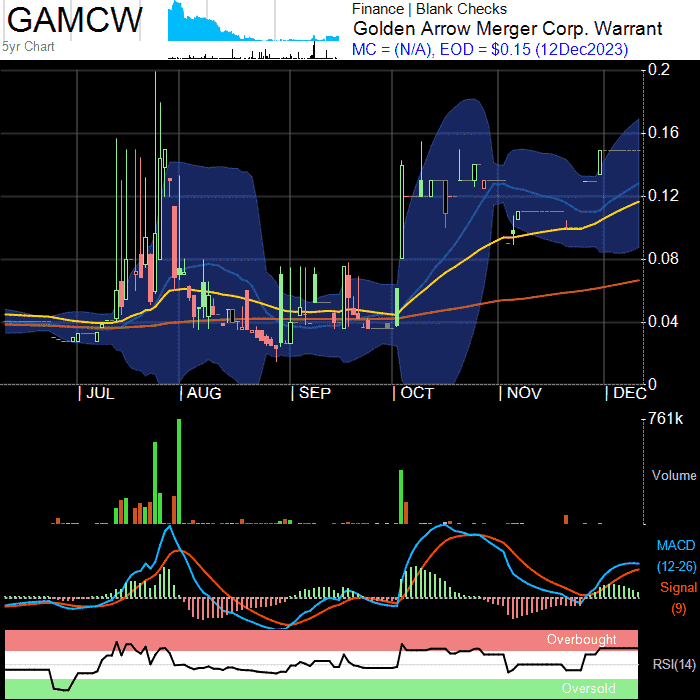 GAMCW
5yr Chart
Finance | Blank Checks
Golden Arrow Merger Corp. Warrant
MC = (N/A), EOD = $0.15 (12Dec2023)
0.2
0.16
0.12
0.08
0.04
0
JUL AUG SEP OCT NOV DEC
761k
Volume
MACD
(12-26)
Signal
(9)
Overbought
RSI(14)
Oversold